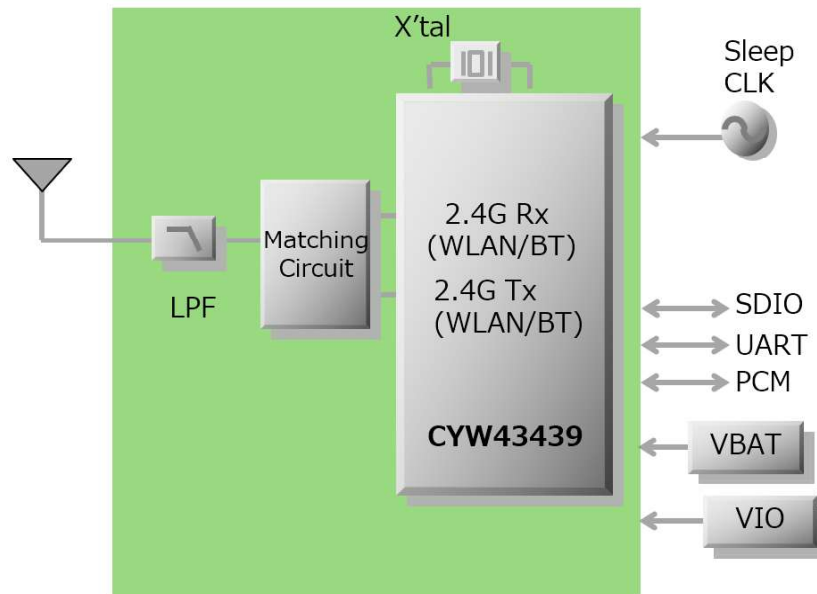 X'tal
Sleep
CLK
2.4G Rx
(WLAN/BT)
Matching
Circuit
2.4G Tx
(WLAN/BT)
LPF
SDIO
UART
PCM
CYW43439
VBAT
VIO